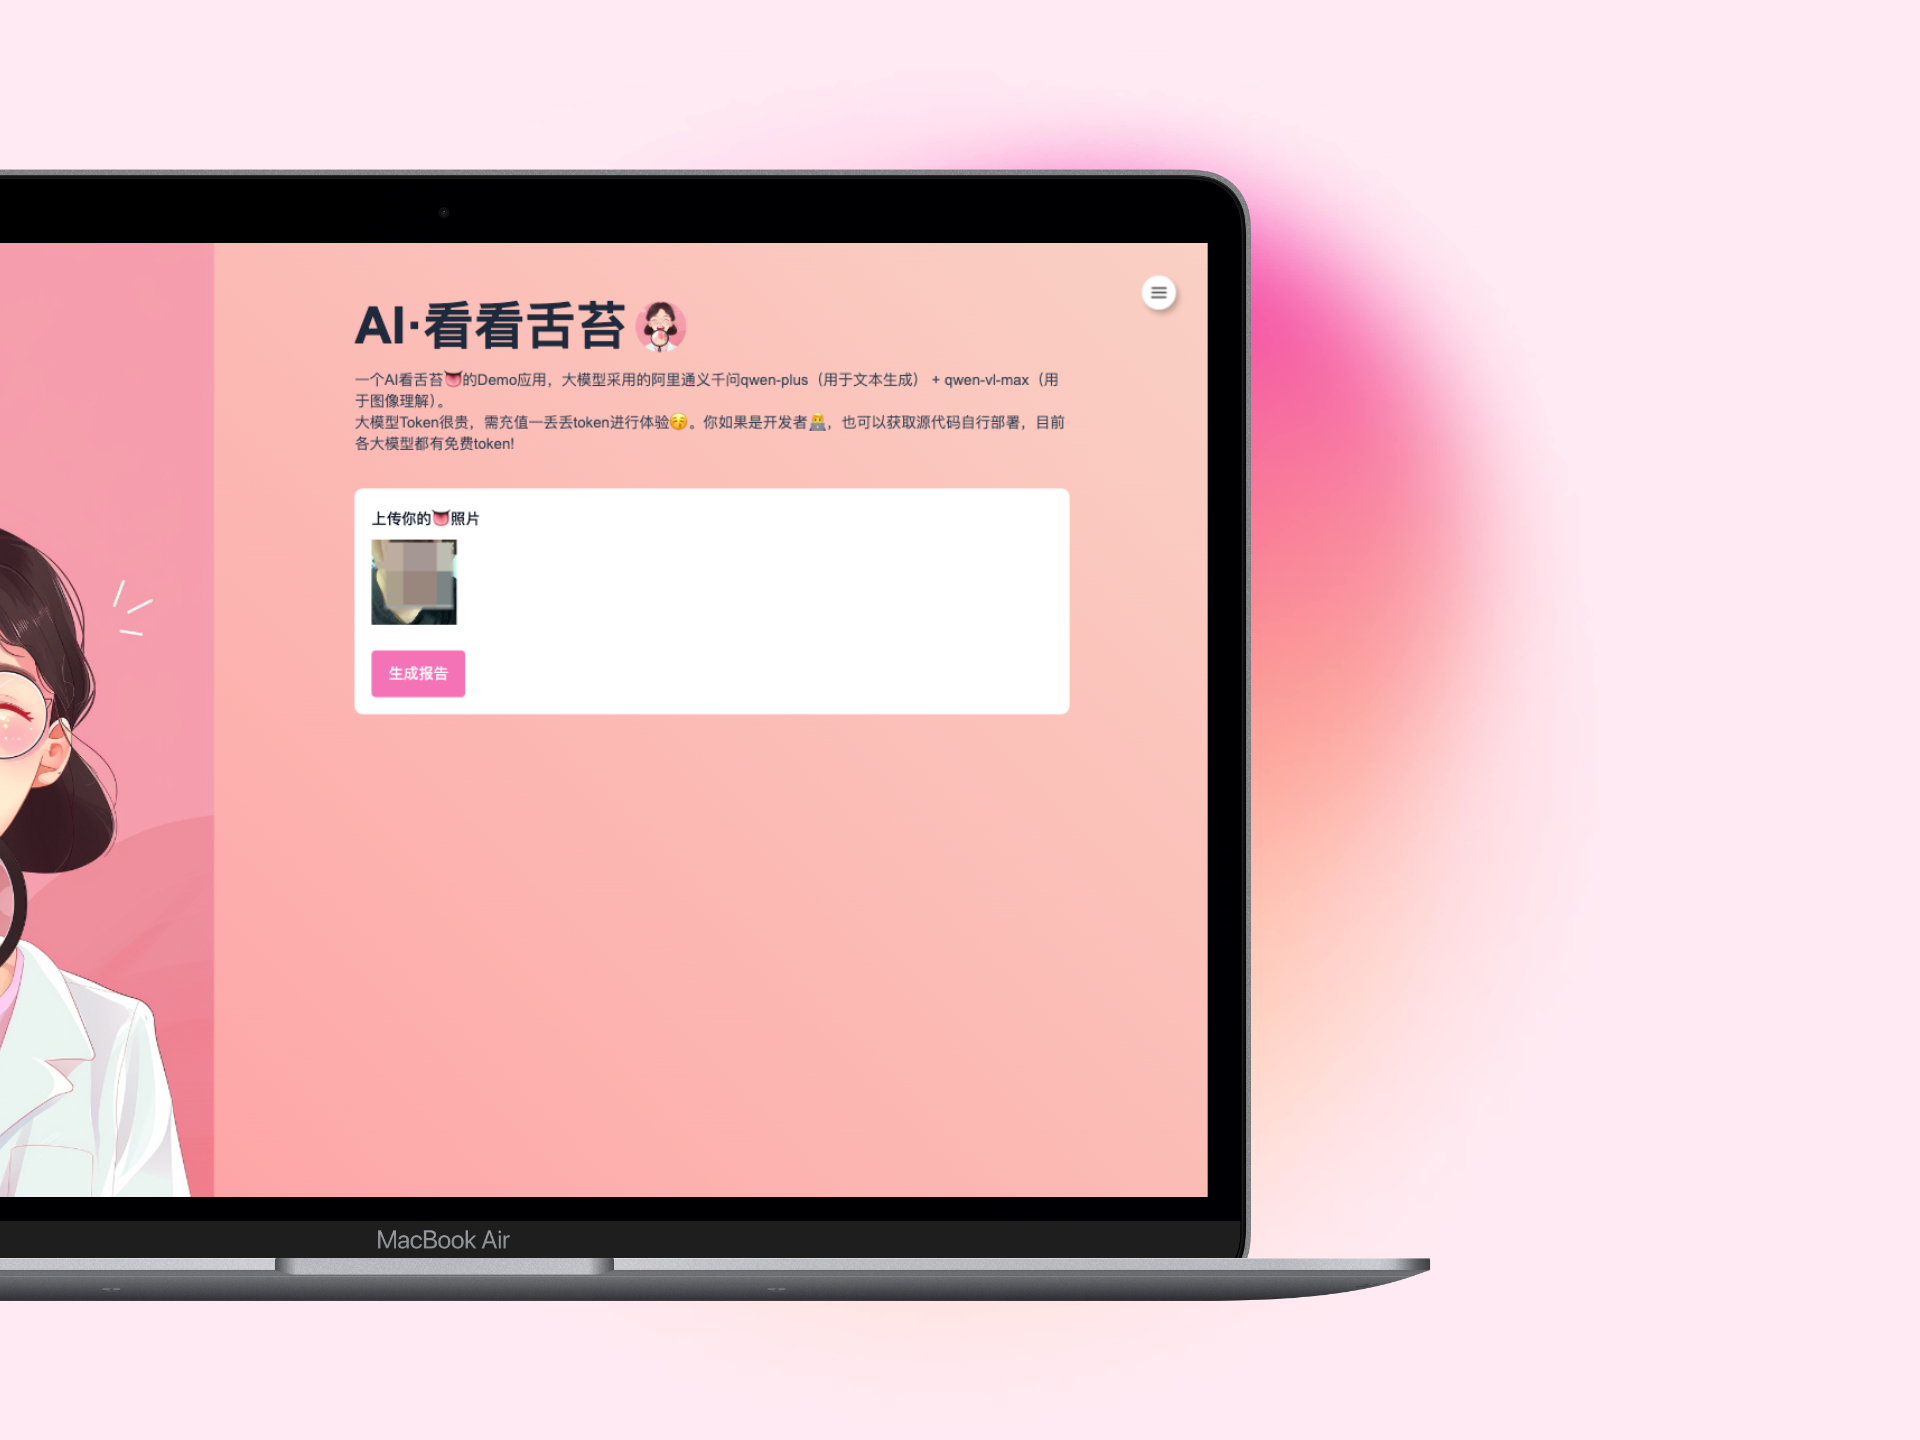 AI·看看舌苔
一个AI看舌苔👅的Demo应用，大模型采用的阿里通义千问qwen-plus（用于文本生成） + qwen-vl-max（用
于图像理解）。
大模型Token很贵，需充值一丢丢token进行体验😚。你如果是开发者👨‍💻，也可以获取源代码自行部署，目前
各大模型都有免费token!
上传你的👅照片
生成报告
MacBook Air